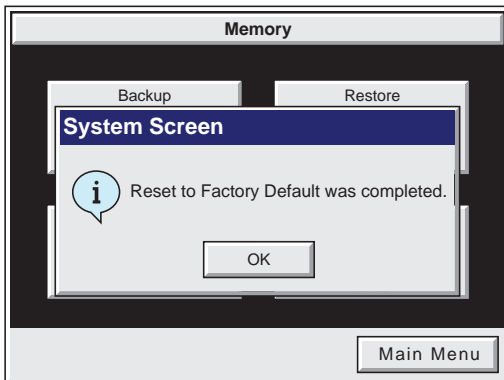 Memory
Backup
Restore
System Screen
i
Reset to Factory Default was completed.
OK
Main Menu